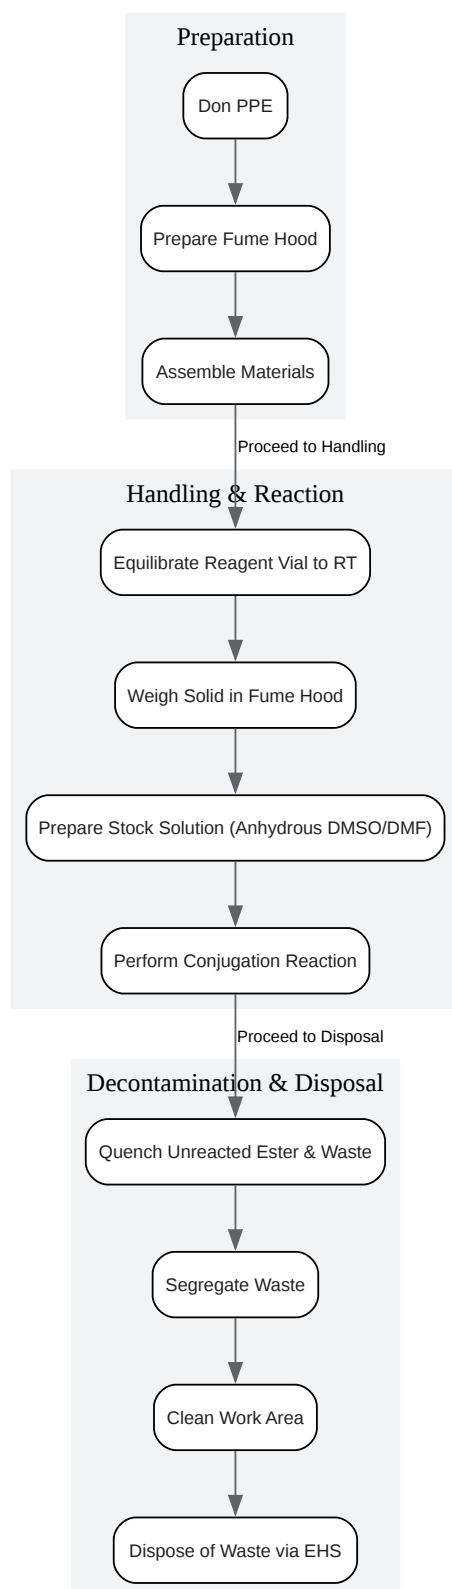 Preparation
Don PPE
Prepare Fume Hood
Assemble Materials
Proceed to Handling
Handling & Reaction
Equilibrate Reagent Vial to RT
Weigh Solid in Fume Hood
Prepare Stock Solution (Anhydrous DMSO/DMF)
Perform Conjugation Reaction
Proceed to Disposal
Decontamination & Disposal
Quench Unreacted Ester & Waste
Segregate Waste
Clean Work Area
Dispose of Waste via EHS